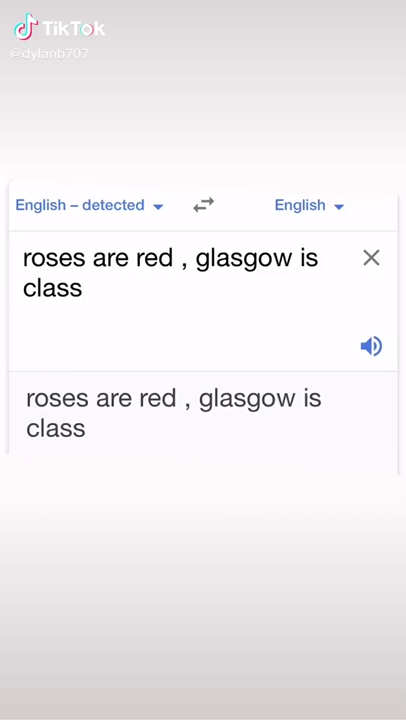 TikTok
@dylanb707
English – detected
English
roses are red , glasgow is
class
roses are red , glasgow is
class